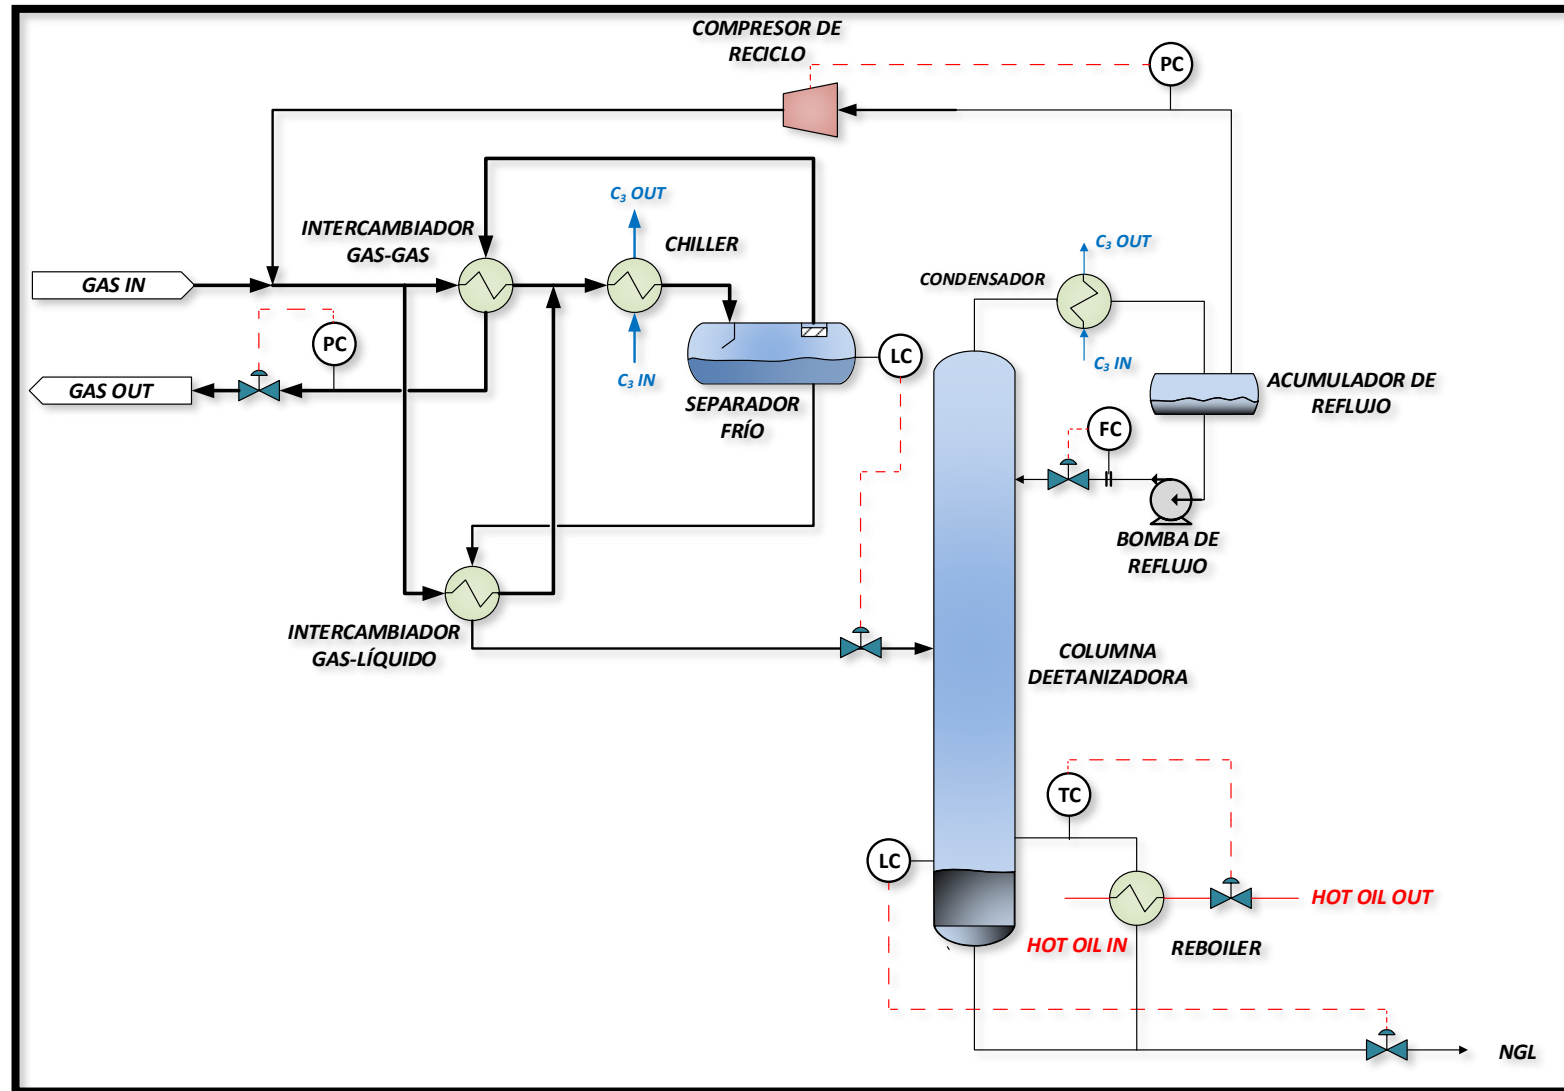 COMPRESOR DE
RECICLO
PC
C₃ OUT
INTERCAMBIADOR
GAS-GAS
CHILLER
C₃ OUT
CONDENSADOR
GAS IN
PC
LC
C₃ IN
C₃ IN
GAS OUT
SEPARADOR
FRÍO
ACUMULADOR DE
REFLUJO
FC
BOMBA DE
REFLUJO
INTERCAMBIADOR
GAS-LÍQUIDO
COLUMNA
DEETANIZADORA
TC
LC
HOT OIL OUT
HOT OIL IN
REBOILER
NGL